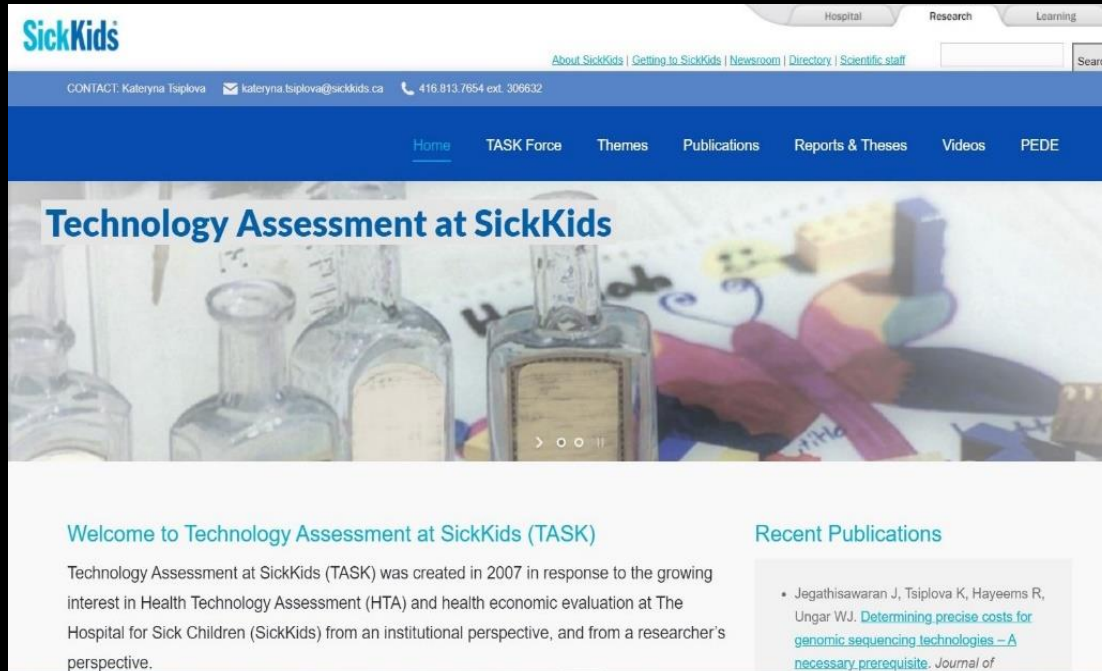 SickKids
Hospital
Research
Learning
About SickKids | Getting to SickKids | Newsroom | Directory | Scientific staff
CONTACT: Kateryna Tsiplova kateryna.tsiplova@sickkids.ca 416.813.7654 ext. 306632
Home TASK Force Themes Publications Reports & Theses Videos PEDE
Technology Assessment at SickKids
Welcome to Technology Assessment at SickKids (TASK)
Technology Assessment at SickKids (TASK) was created in 2007 in response to the growing
interest in Health Technology Assessment (HTA) and health economic evaluation at The
Hospital for Sick Children (SickKids) from an institutional perspective, and from a researcher's
perspective.
Recent Publications
• Jegathisawaran J, Tsiplova K, Hayeems R,
Ungar WJ. Determining precise costs for
genomic sequencing technologies – A
necessary prerequisite. Journal of